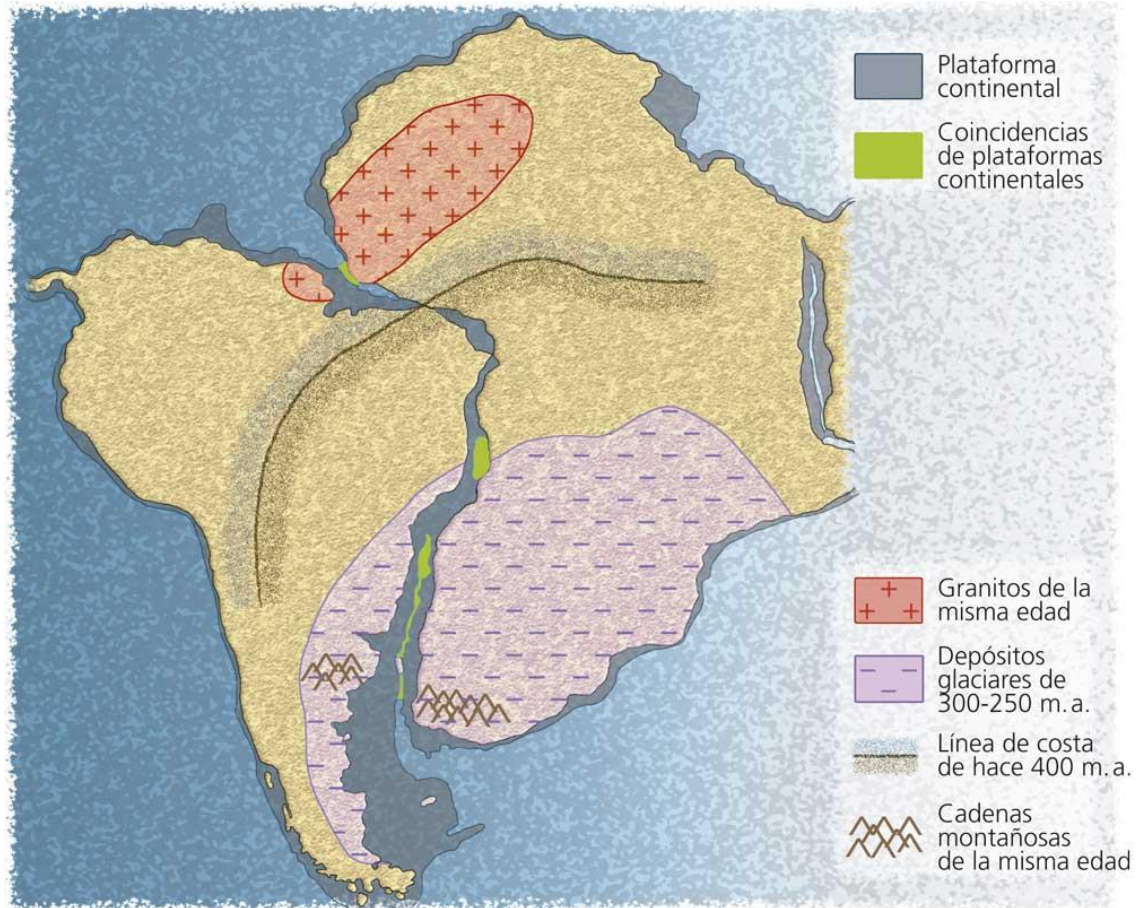 Plataforma
continental
Coincidencias
de plataformas
continentales
Granitos de la
misma edad
Depósitos
glaciares de
300-250 m.a.
Línea de costa
de hace 400 m.a.
Cadenas
montañosas
de la misma edad